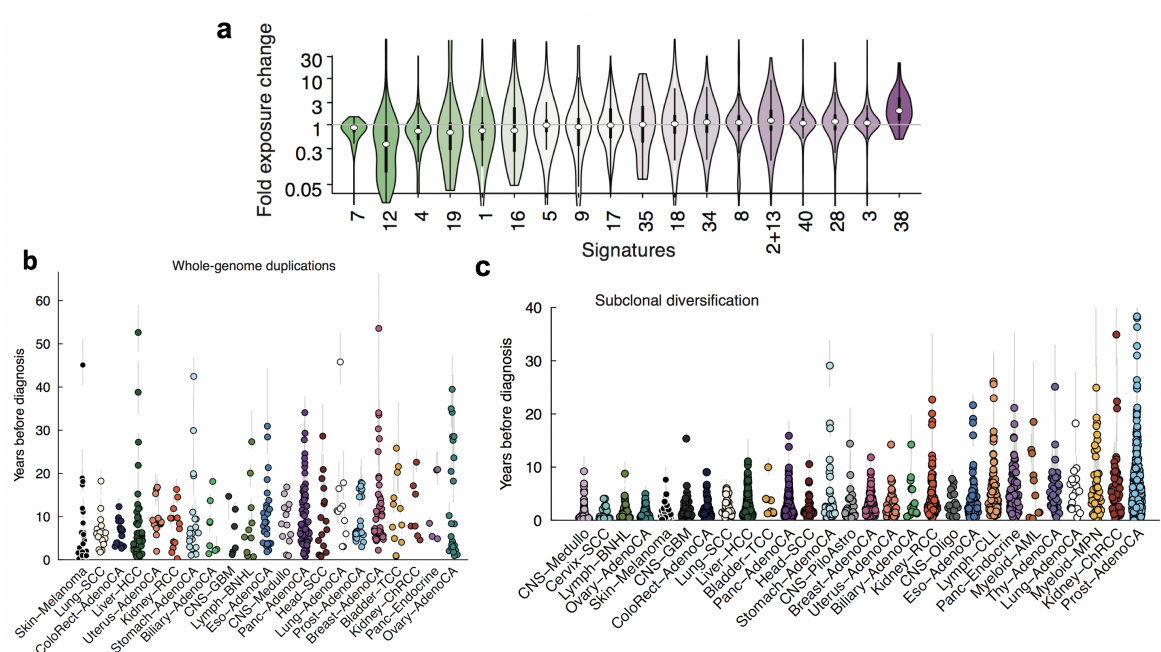 a
Fold exposure change
30
10
3
1
0.3
0.05
7 12 4 19 1 16 5 9 17 35 18 34 8 2+13 40 28 3 38
Signatures
b
Whole-genome duplications
Years before diagnosis
60
50
40
30
20
10
0
Skin–Melanoma
Lung–SCC
ColoRect–AdenoCA
Liver–HCC
Uterus–AdenoCA
Kidney–RCC
Stomach–AdenoCA
Biliary–AdenoCA
CNS–GBM
Lymph–BNHL
Eso–AdenoCA
CNS–Medullo
Panc–AdenoCA
Head–SCC
Lung–AdenoCA
Prost–AdenoCA
Breast–AdenoCA
Bladder–TCC
Kidney–ChRCC
Panc–Endocrine
Ovary–AdenoCA
c
Subclonal diversification
Years before diagnosis
40
30
20
10
0
CNS–Medullo
Cervix–SCC
Lymph–BNHL
Ovary–AdenoCA
Skin–Melanoma
CNS–GBM
ColoRect–AdenoCA
Lung–SCC
Liver–HCC
Bladder–TCC
Panc–AdenoCA
Head–SCC
Stomach–AdenoCA
CNS–PiloAstro
Breast–AdenoCA
Uterus–AdenoCA
Biliary–AdenoCA
Kidney–RCC
CNS–Oligo
Eso–AdenoCA
Lymph–CLL
Panc–Endocrine
Myeloid–AML
Thy–AdenoCA
Lung–AdenoCA
Myeloid–MPN
Kidney–ChRCC
Prost–AdenoCA